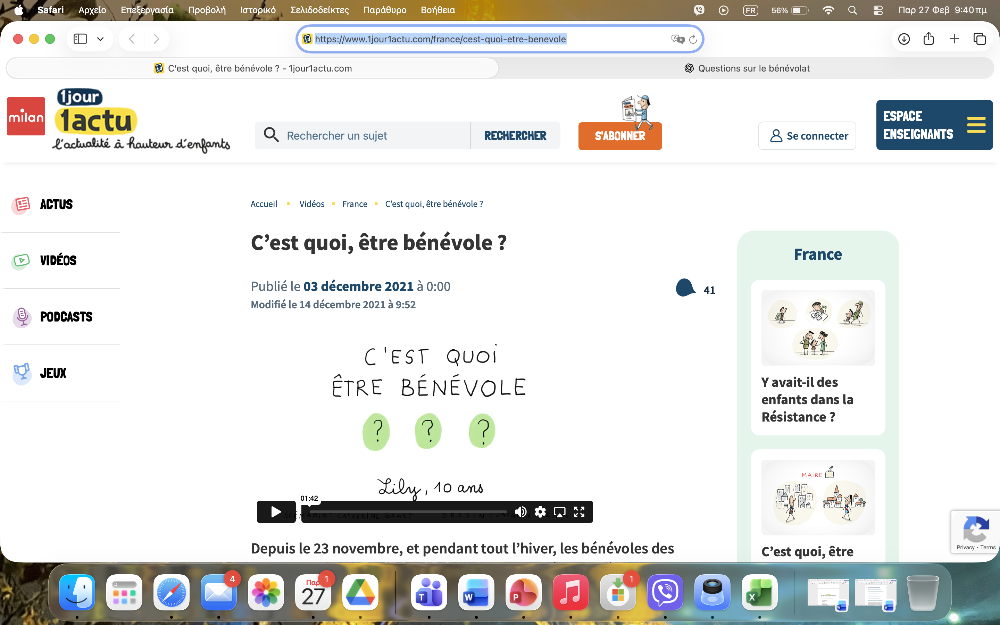 Safari Αρχείο Επεξεργασία Προβολή Ιστορικό Σελιδοδείκτες Παράθυρο Βοήθεια FR 56% Παρ 27 Φεβ 9:40 πμ
https://www.1jour1actu.com/france/cest-quoi-etre-benevole
C'est quoi, être bénévole ? - 1jour1actu.com
Questions sur le bénévolat
milan
1jour
1actu
l'actualité à hauteur d'enfants
Rechercher un sujet
RECHERCHER
S'ABONNER
Se connecter
ESPACE
ENSEIGNANTS
ACTUS
VIDÉOS
PODCASTS
JEUX
Accueil • Vidéos • France • C'est quoi, être bénévole ?
C'est quoi, être bénévole ?
Publié le 03 décembre 2021 à 0:00
Modifié le 14 décembre 2021 à 9:52
41
C'EST QUOI
ÊTRE BÉNÉVOLE
? ? ?
Lily, 10 ans
01:42
SCÉNARIO: CATHERINE GANET DESSIN:
Depuis le 23 novembre, et pendant tout l'hiver, les bénévoles des
France
Y avait-il des
enfants dans la
Résistance ?
MAIRE
C'est quoi, être
Privacy - Terms
4
Παρ
27
1
T
W
P
1
X
W
W